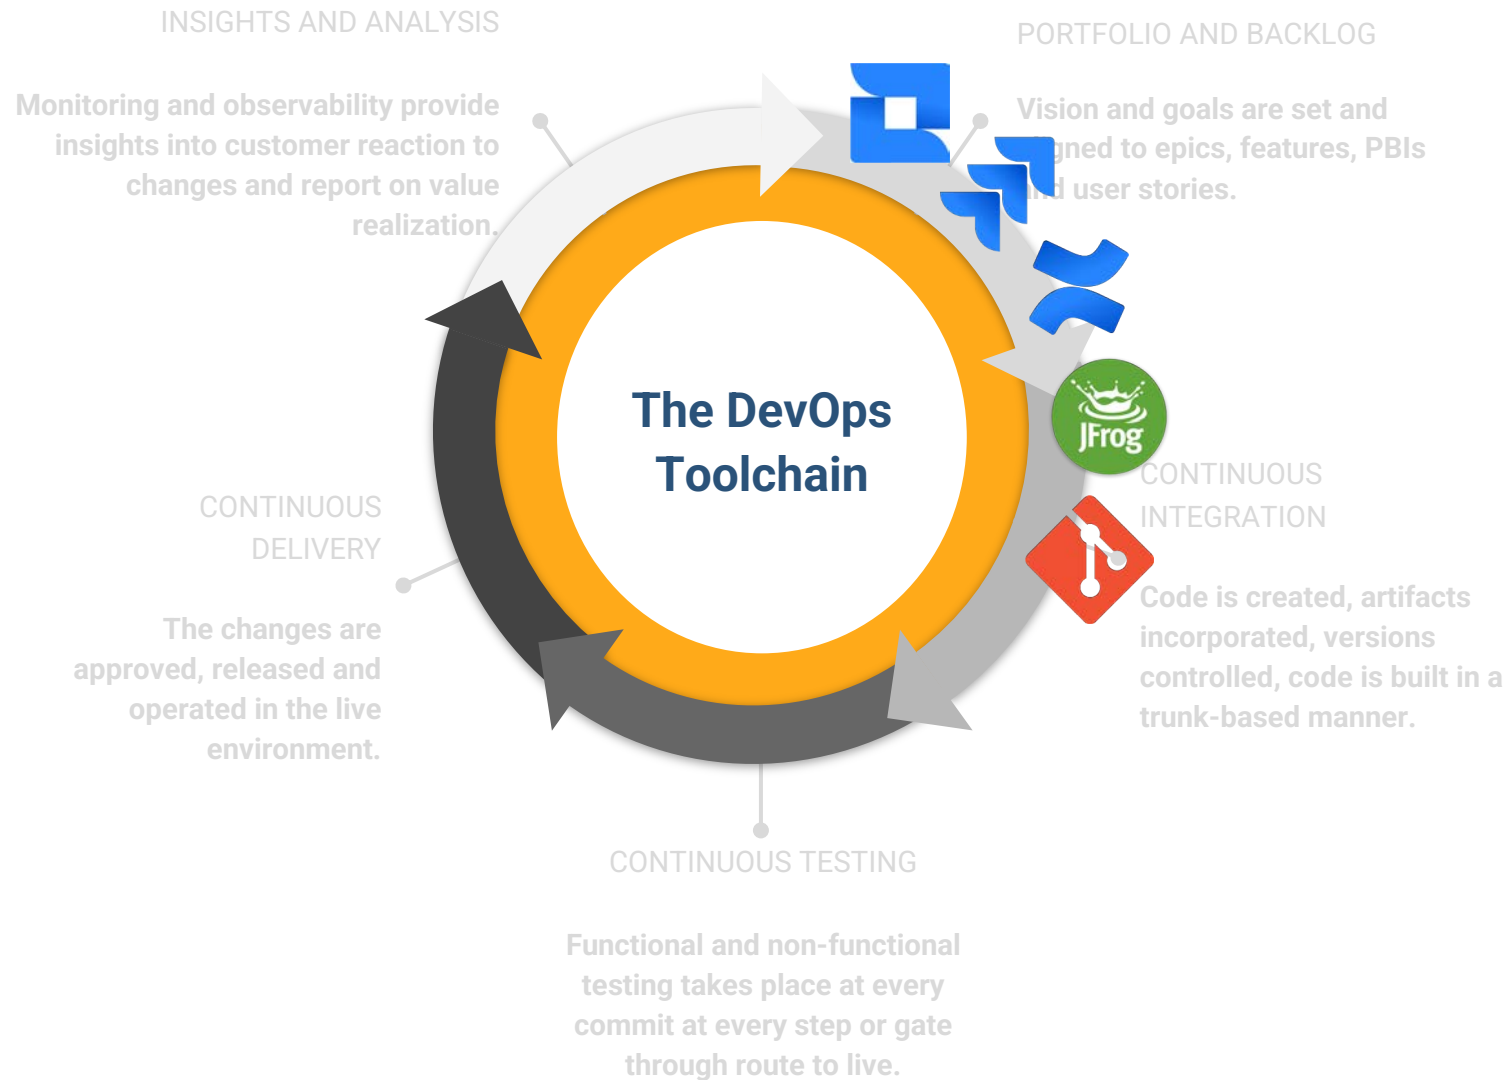 INSIGHTS AND ANALYSIS
Monitoring and observability provide
insights into customer reaction to
changes and report on value
realization.
PORTFOLIO AND BACKLOG
Vision and goals are set and
to epics, features, PBIs
user stories.
The DevOps
Toolchain
JFrog
CONTINUOUS
INTEGRATION
Code is created, artifacts
incorporated, versions
controlled, code is built in a
trunk-based manner.
CONTINUOUS
DELIVERY
The changes are
approved, released and
operated in the live
environment.
CONTINUOUS TESTING
Functional and non-functional
testing takes place at every
commit at every step or gate
through route to live.